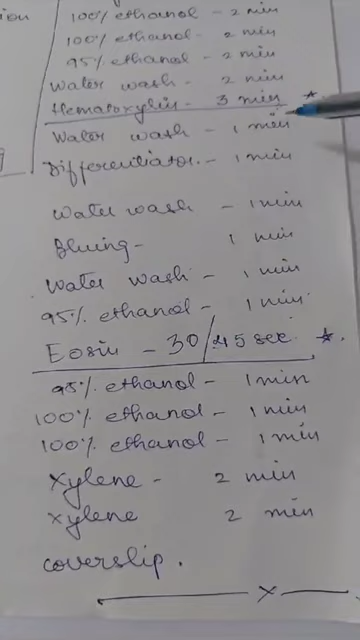 100% ethanol - 2 min
100% ethanol - 2 min
95% ethanol - 2 min
Water wash - 2 min
Hematoxylin - 3 min *
Water wash - 1 min
Differentiator. - 1 min
Water wash - 1 min
Bluing - 1 min
Water wash - 1 min
95% ethanol - 1 min
Eosin - 30/45 sec. *
95% ethanol - 1 min
100% ethanol - 1 min
100% ethanol - 1 min
Xylene - 2 min
Xylene 2 min
coverslip.
x